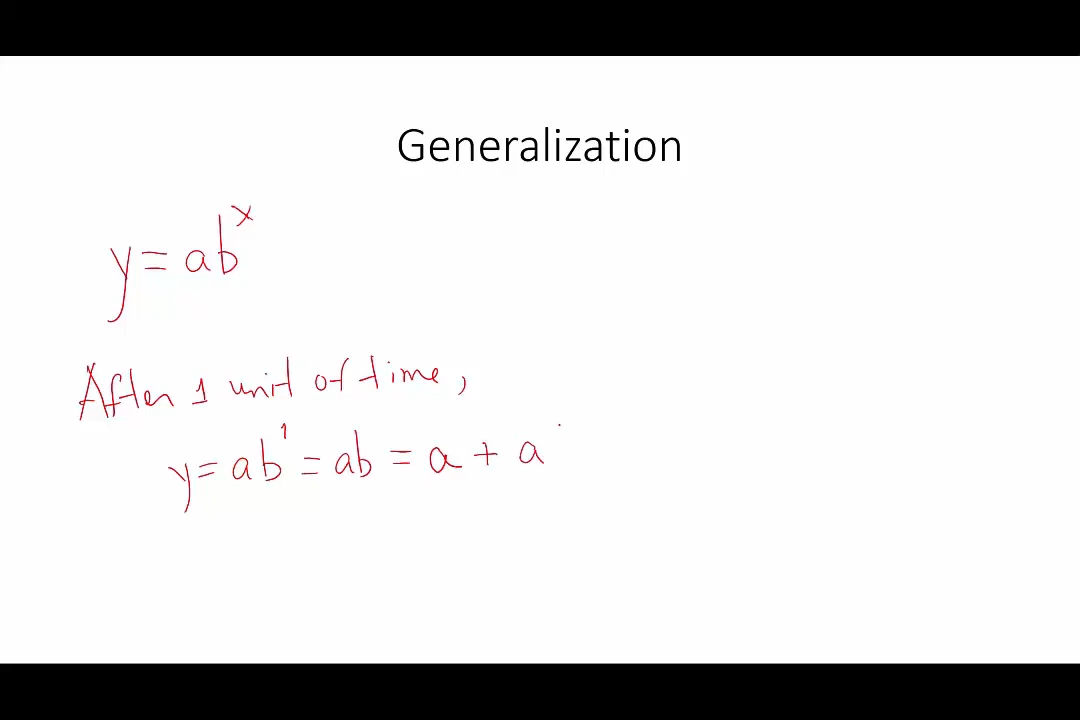 Generalization
y = ab^x
After 1 unit of time,
y = ab^1 = ab = a + a